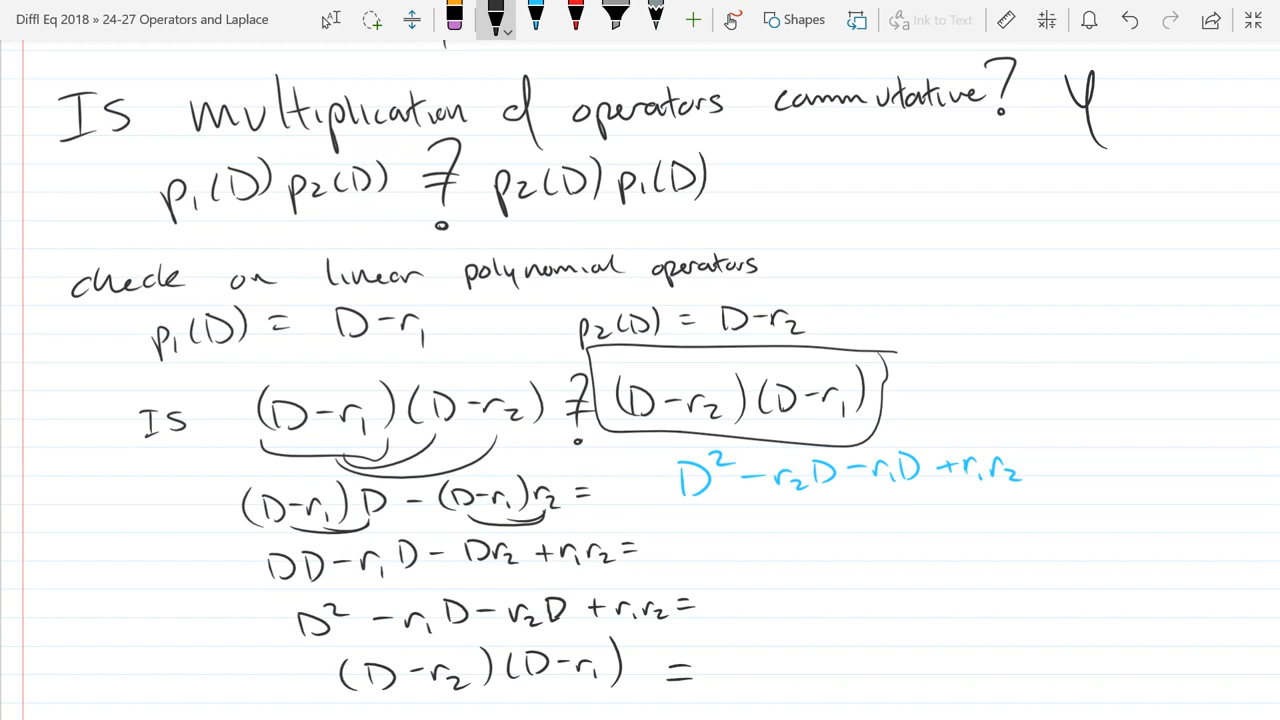 Diffl Eq 2018 » 24-27 Operators and Laplace
Shapes
Ink to Text
Is multiplication of operators commutative? Y
p₁(D)p₂(D) =? p₂(D)p₁(D)
check on linear polynomial operators
p₁(D) = D-r₁ p₂(D) = D-r₂
Is (D-r₁)(D-r₂) =? (D-r₂)(D-r₁)
D² - r₂D - r₁D + r₁r₂
(D-r₁)D - (D-r₁)r₂ =
DD - r₁D - Dr₂ + r₁r₂ =
D² - r₁D - r₂D + r₁r₂ =
(D-r₂)(D-r₁) =